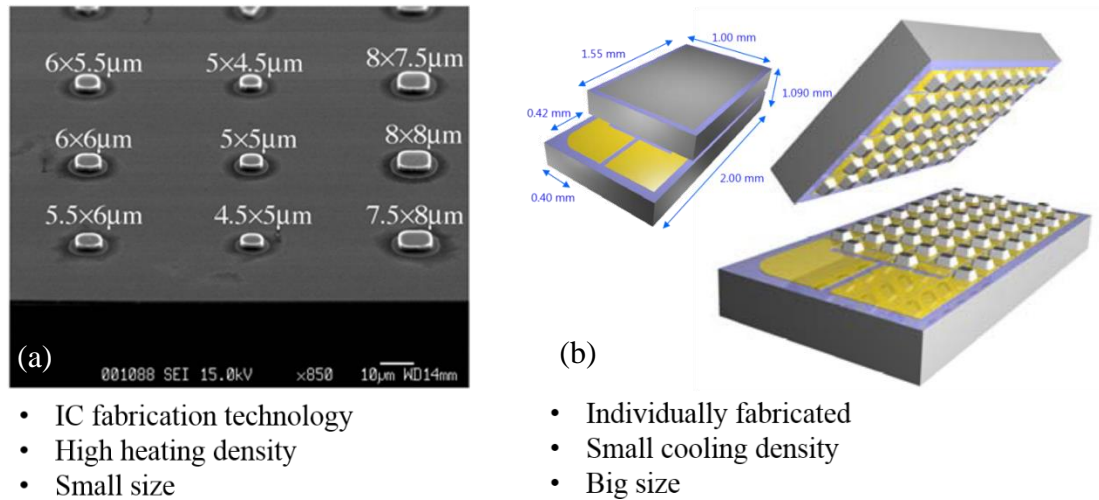 6×5.5μm 5×4.5μm 8×7.5μm
6×6μm 5×5μm 8×8μm
5.5×6μm 4.5×5μm 7.5×8μm
(a)
001088 SEI 15.0kV ×850 10μm WD14mm
• IC fabrication technology
• High heating density
• Small size
1.55 mm
1.00 mm
1.090 mm
0.42 mm
2.00 mm
0.40 mm
(b)
• Individually fabricated
• Small cooling density
• Big size